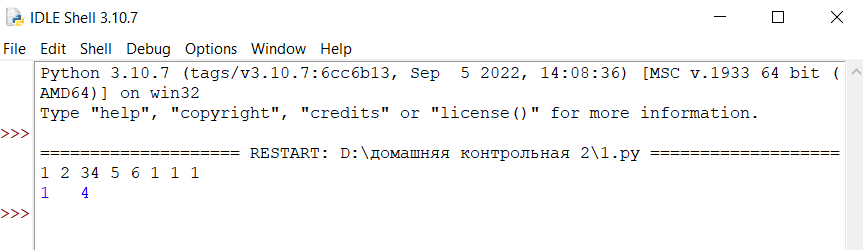 IDLE Shell 3.10.7
File Edit Shell Debug Options Window Help
Python 3.10.7 (tags/v3.10.7:6cc6b13, Sep  5 2022, 14:08:36) [MSC v.1933 64 bit (
AMD64)] on win32
Type "help", "copyright", "credits" or "license()" for more information.
>>>
==================== RESTART: D:\домашняя контрольная 2\1.py ===================
1 2 34 5 6 1 1 1
1   4
>>>